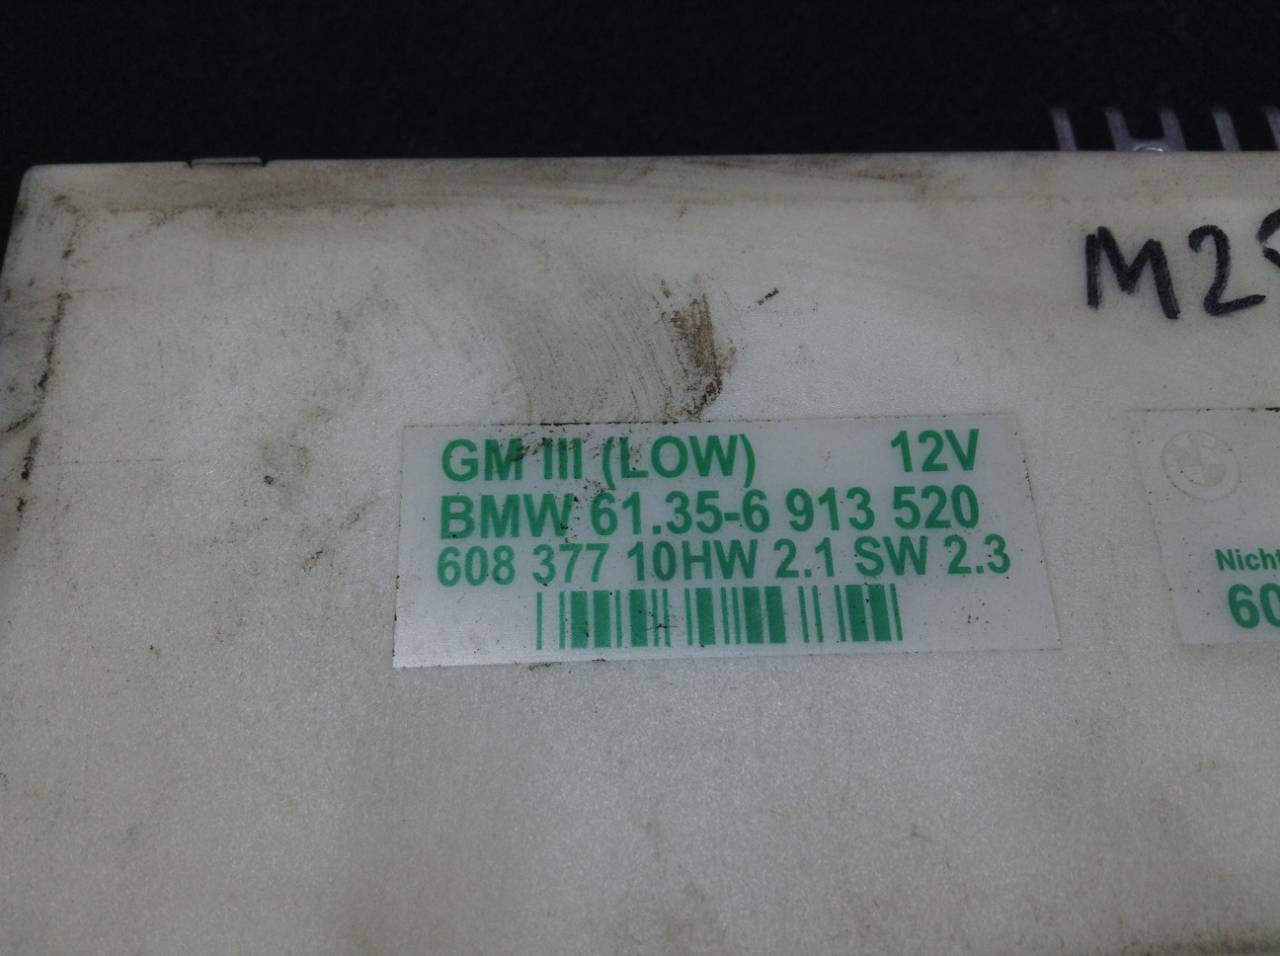 M2
GM III (LOW) 12V
BMW 61.35-6 913 520
608 377 10HW 2.1 SW 2.3
Nicht
60